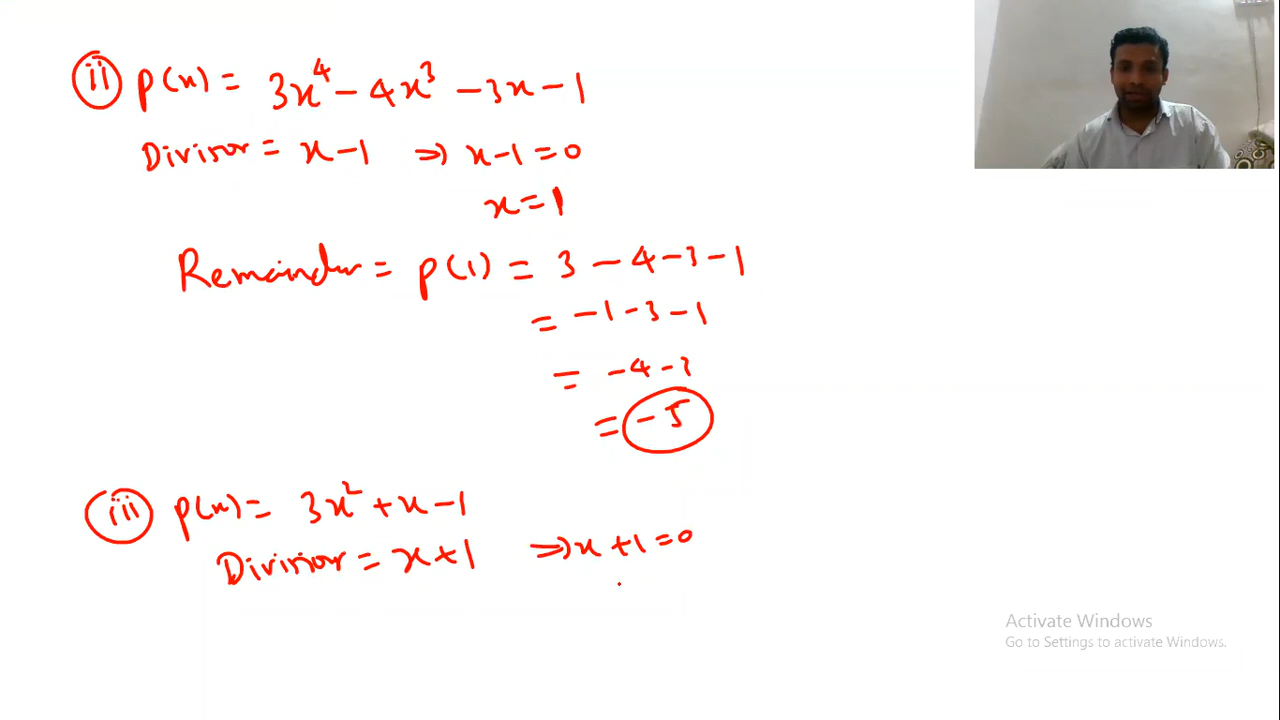 ii p(x) = 3x⁴ - 4x³ - 3x - 1
Divisor = x - 1 ⇒ x - 1 = 0
x = 1
Remainder = p(1) = 3 - 4 - 3 - 1
= -1 - 3 - 1
= -4 - 1
= -5
iii p(x) = 3x² + x - 1
Divisor = x + 1 ⇒ x + 1 = 0
Activate Windows
Go to Settings to activate Windows.